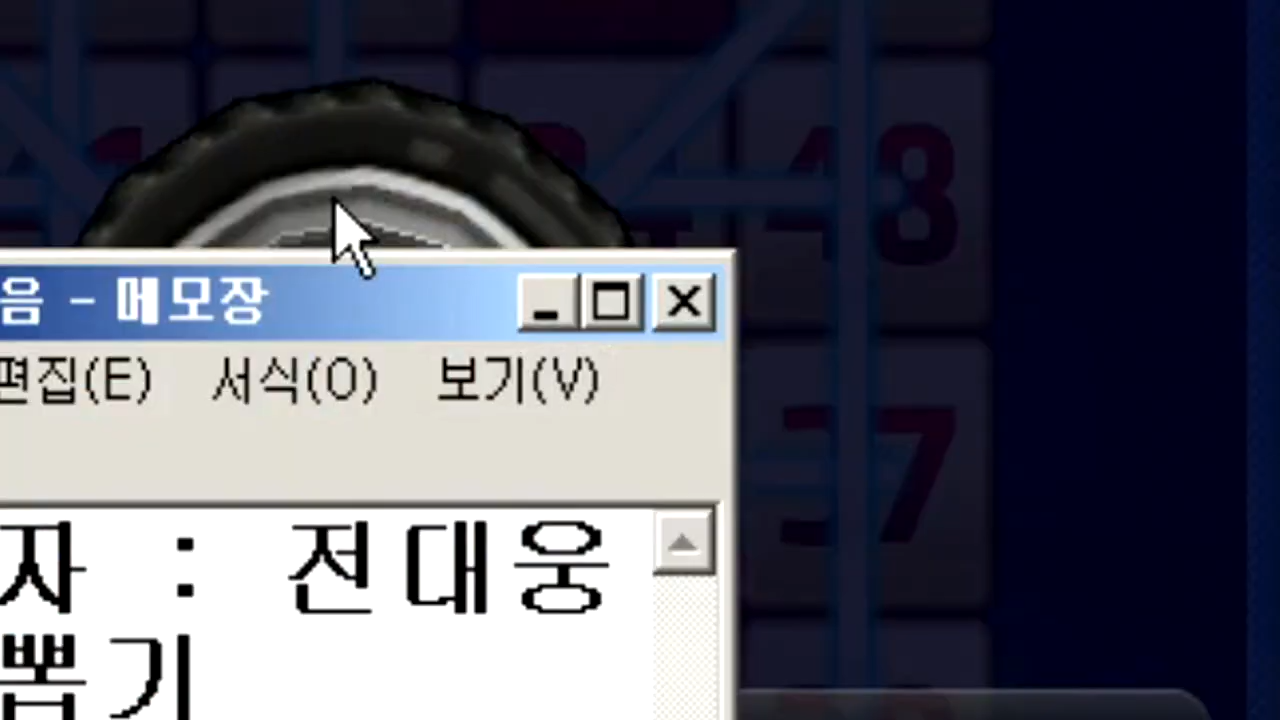 음 - 메모장
편집(E) 서식(O) 보기(V)
자 : 전대웅
뽑기